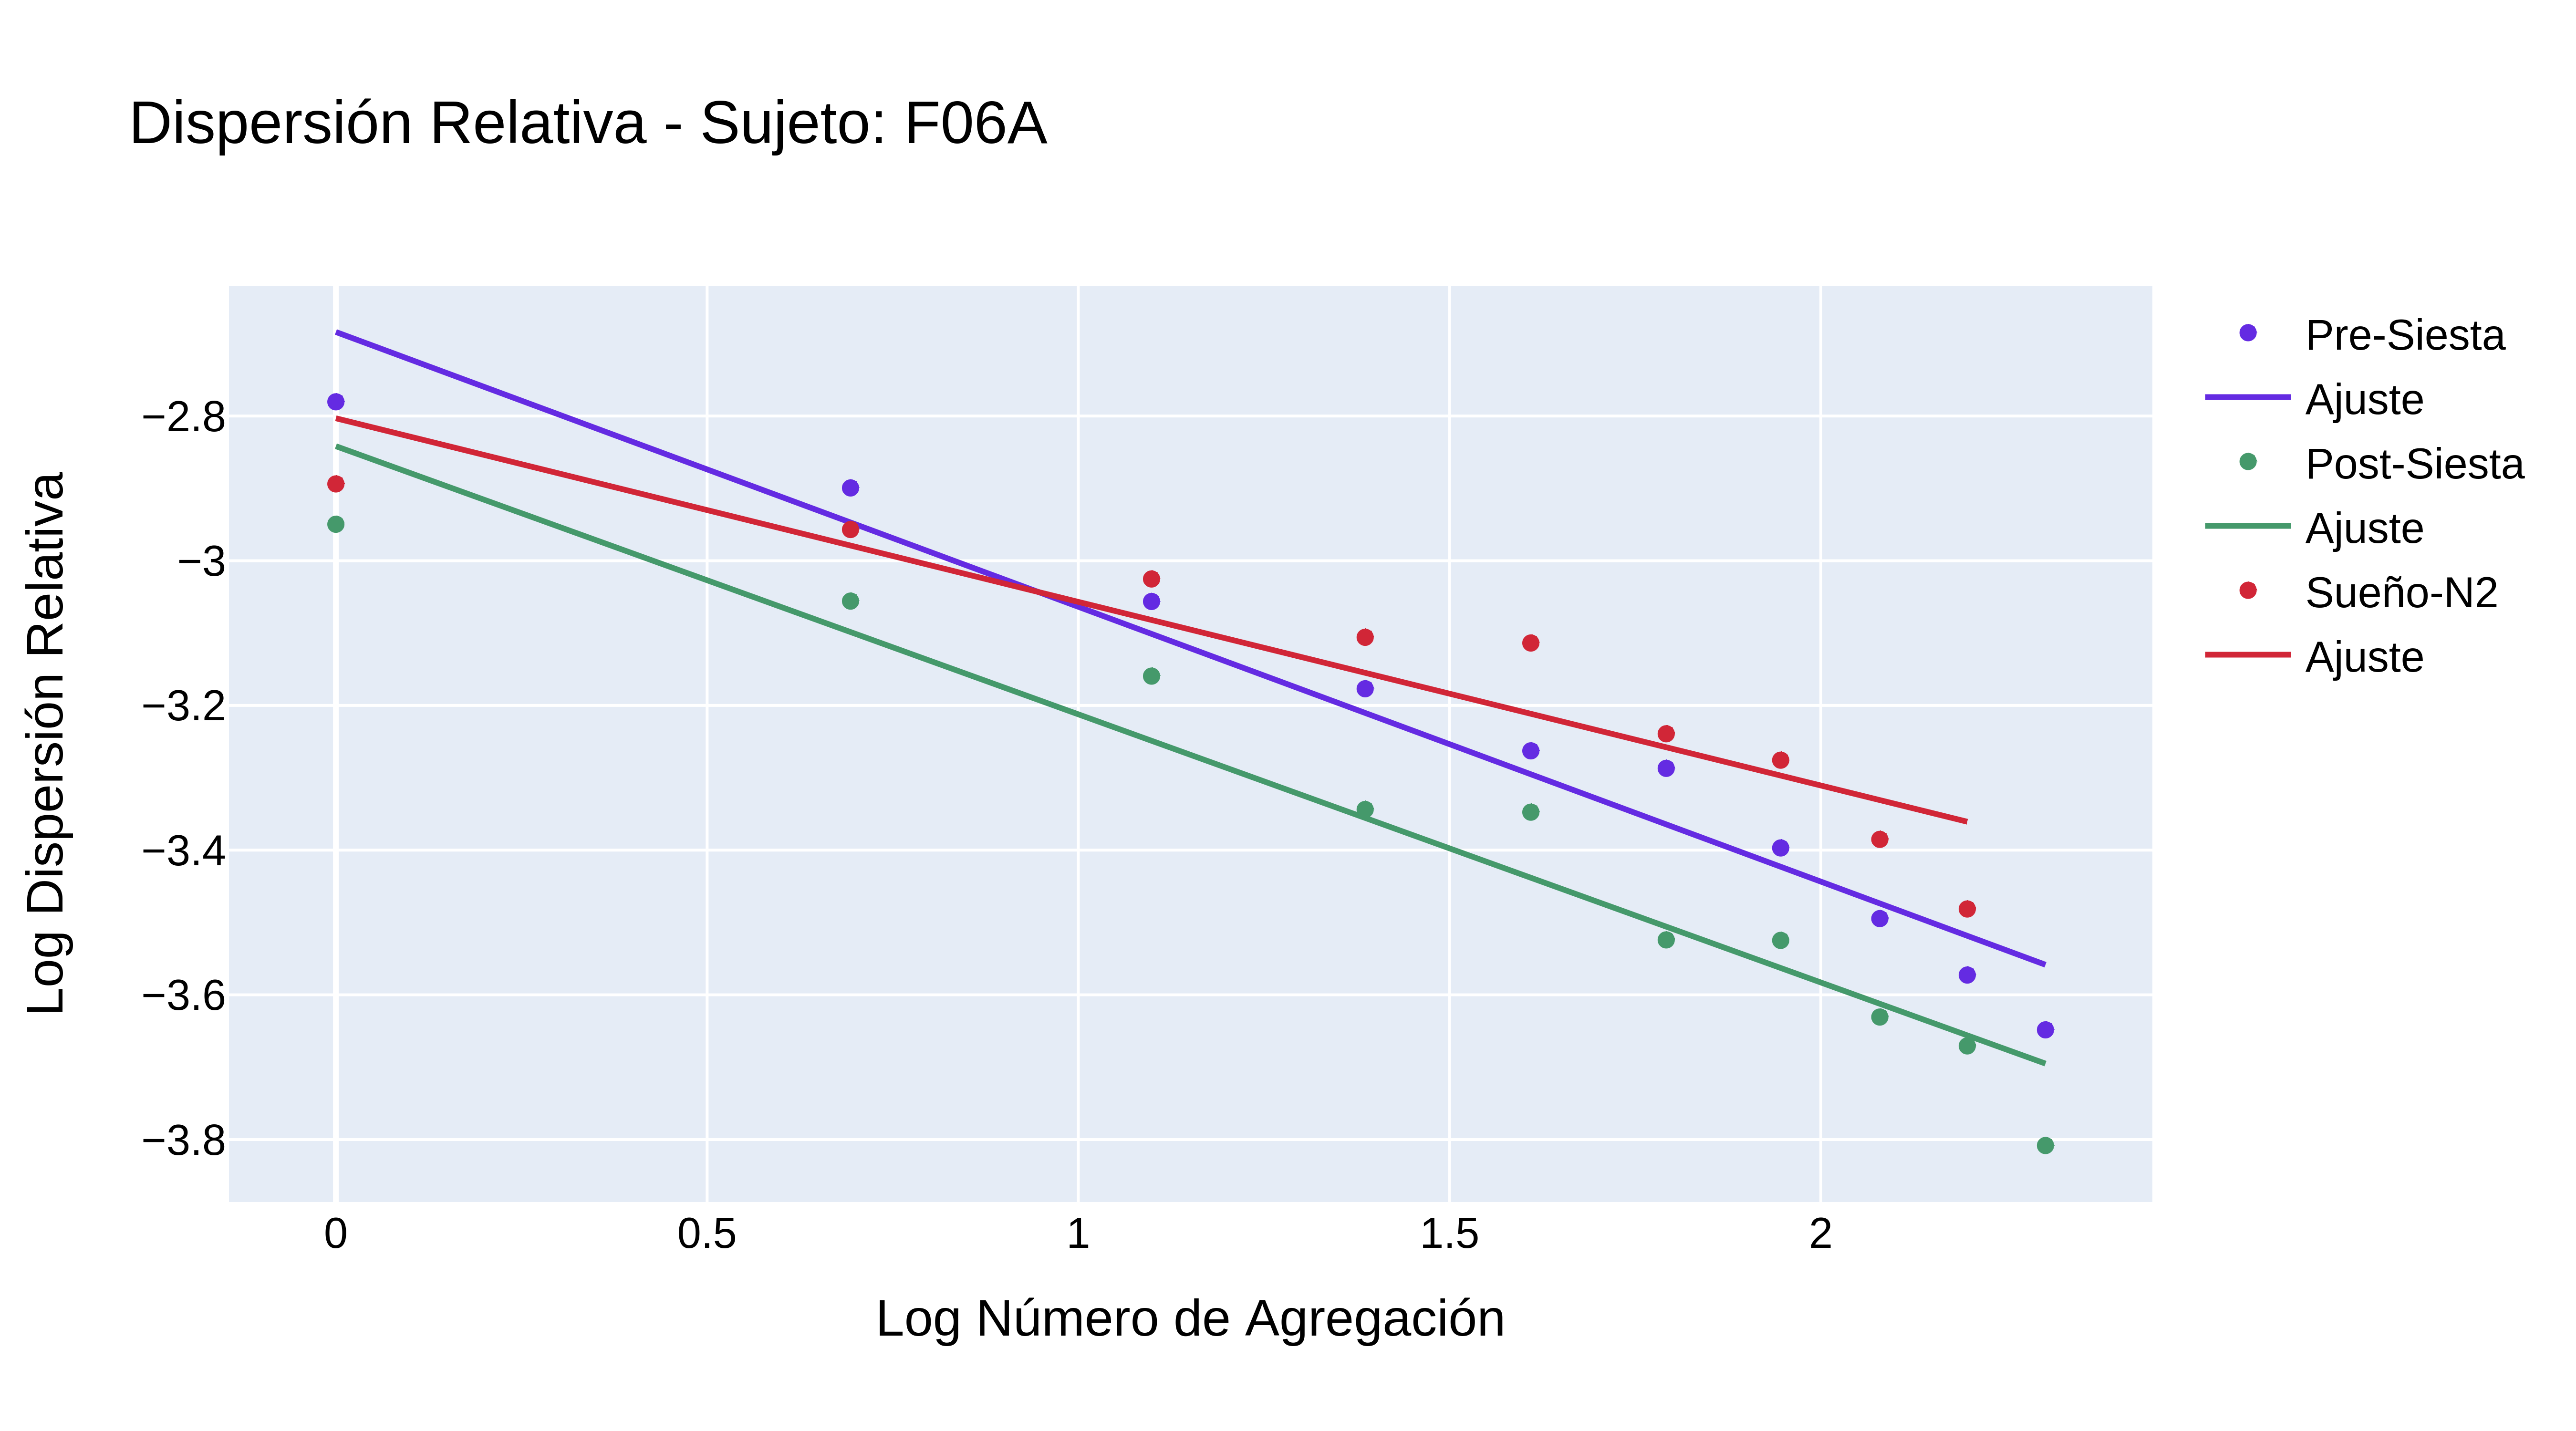 Dispersión Relativa - Sujeto: F06A
Log Dispersión Relativa
−2.8
−3
−3.2
−3.4
−3.6
−3.8
0
0.5
1
1.5
2
Log Número de Agregación
Pre-Siesta
Ajuste
Post-Siesta
Ajuste
Sueño-N2
Ajuste